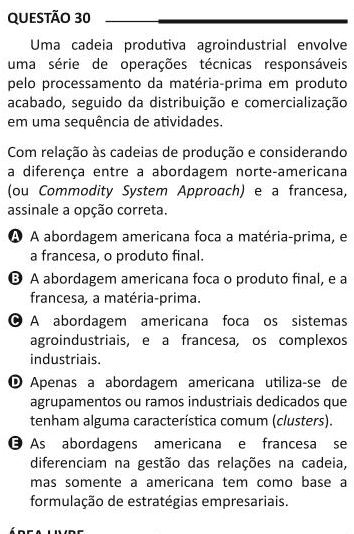 QUESTÃO 30
Uma cadeia produtiva agroindustrial envolve
uma série de operações técnicas responsáveis
pelo processamento da matéria-prima em produto
acabado, seguido da distribuição e comercialização
em uma sequência de atividades.
Com relação às cadeias de produção e considerando
a diferença entre a abordagem norte-americana
(ou Commodity System Approach) e a francesa,
assinale a opção correta.
A A abordagem americana foca a matéria-prima, e
a francesa, o produto final.
B A abordagem americana foca o produto final, e a
francesa, a matéria-prima.
C A abordagem americana foca os sistemas
agroindustriais, e a francesa, os complexos
industriais.
D Apenas a abordagem americana utiliza-se de
agrupamentos ou ramos industriais dedicados que
tenham alguma característica comum (clusters).
E As abordagens americana e francesa se
diferenciam na gestão das relações na cadeia,
mas somente a americana tem como base a
formulação de estratégias empresariais.
ÁREA LIVRE